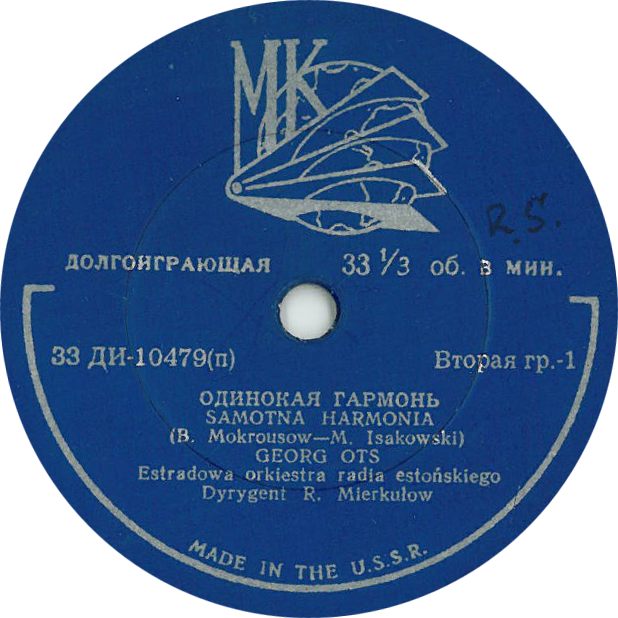 МК
R.5.
ДОЛГОИГРАЮЩАЯ 33 1/3 об. в мин.
33 ДИ-10479(п) Вторая гр.-1
ОДИНОКАЯ ГАРМОНЬ
SAMOTNA HARMONIA
(B. Mokrousow—M. Isakowski)
GEORG OTS
Estradowa orkiestra radia estońskiego
Dyrygent R. Mierkułow
MADE IN THE U.S.S.R.